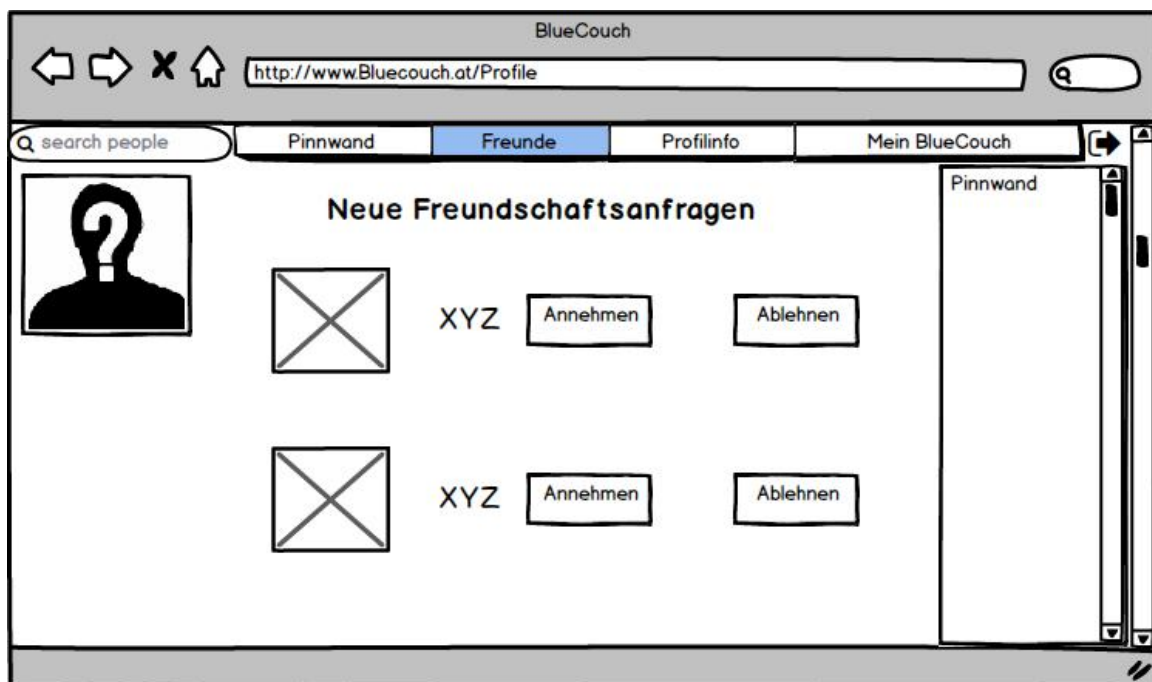 BlueCouch
http://www.Bluecouch.at/Profile
search people
Pinnwand
Freunde
Profilinfo
Mein BlueCouch
Pinnwand
Neue Freundschaftsanfragen
XYZ
Annehmen
Ablehnen
XYZ
Annehmen
Ablehnen